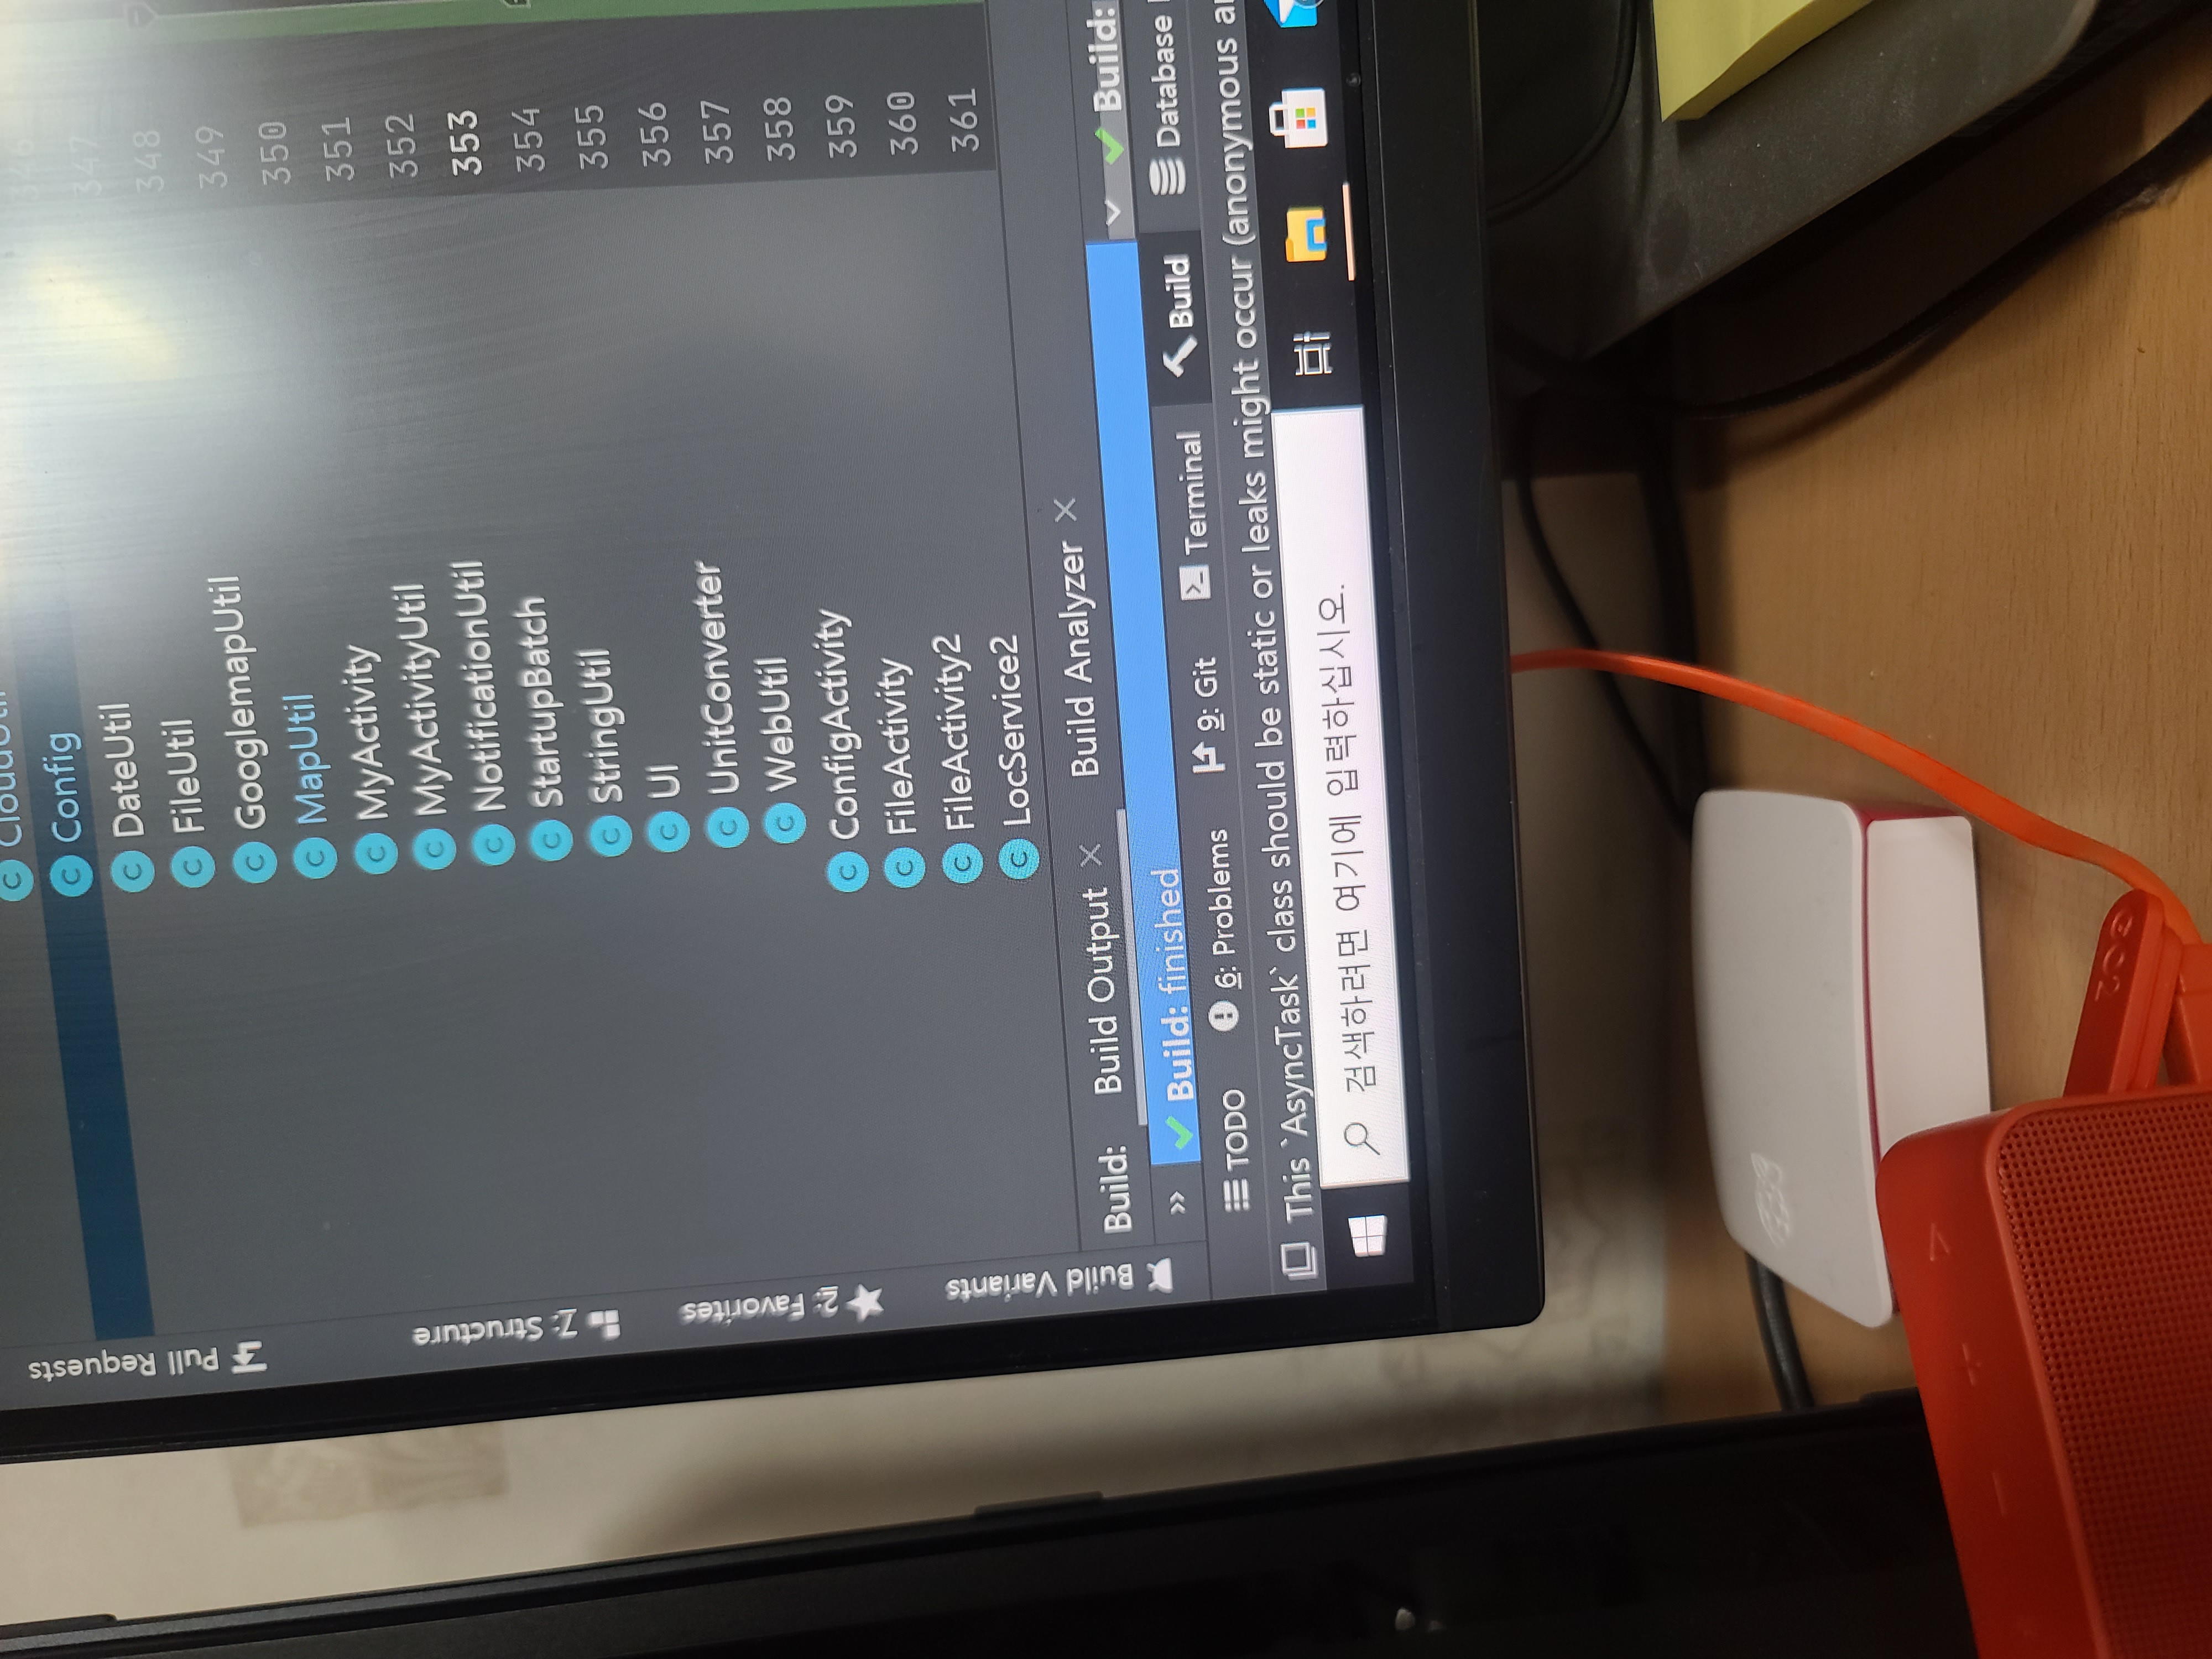 Pull Requests
Z: Structure
2: Favorites
Build Variants
CloudUtil
Config
DateUtil
FileUtil
GooglemapUtil
MapUtil
MyActivity
MyActivityUtil
NotificationUtil
StartupBatch
StringUtil
UI
UnitConverter
WebUtil
ConfigActivity
FileActivity
FileActivity2
LocService2
346
347
348
349
350
351
352
353
354
355
356
357
358
359
360
361
Build: Build Output Build Analyzer
Build: finished Build:
TODO 6: Problems 9: Git Terminal Build Database
This `AsyncTask` class should be static or leaks might occur (anonymous
검색하려면 여기에 입력하십시오.
GO2